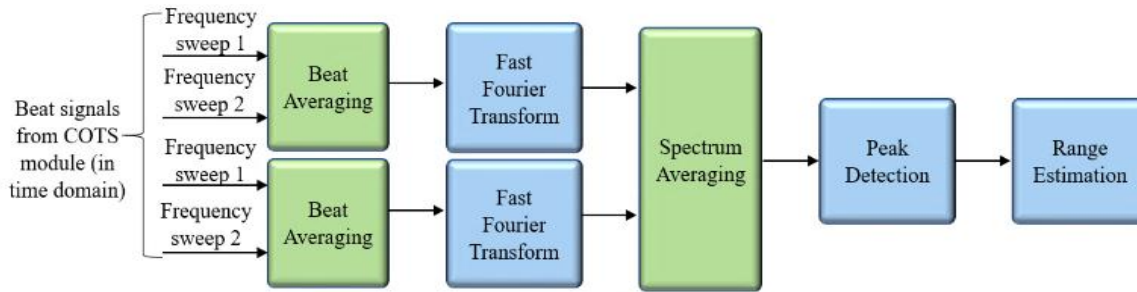 Beat signals
from COTS
module (in
time domain)
Frequency
sweep 1
Frequency
sweep 2
Frequency
sweep 1
Frequency
sweep 2
Beat
Averaging
Beat
Averaging
Fast
Fourier
Transform
Fast
Fourier
Transform
Spectrum
Averaging
Peak
Detection
Range
Estimation